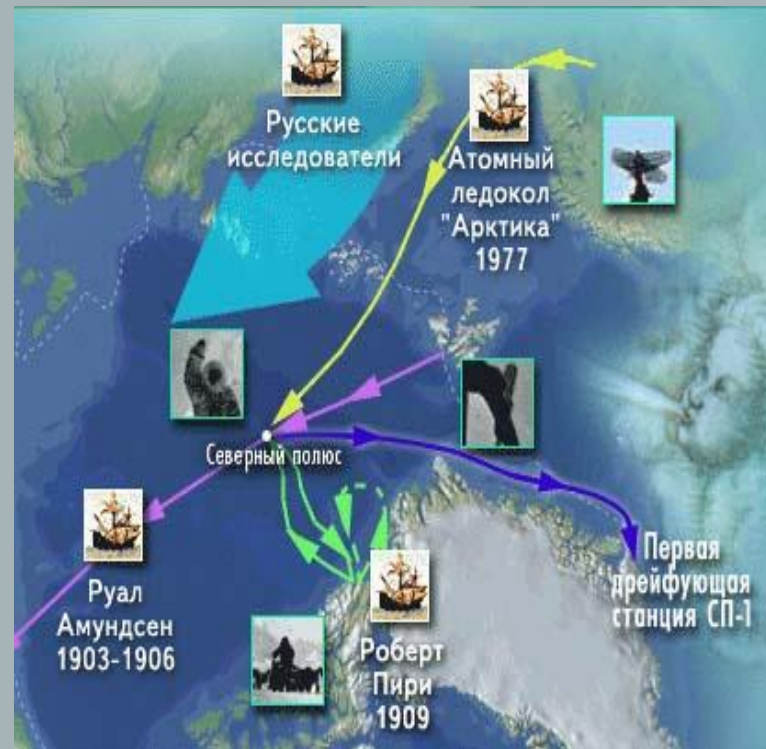 Русские
исследователи
Атомный
ледокол
"Арктика"
1977
Северный полюс
Руал
Амундсен
1903-1906
Роберт
Пири
1909
Первая
дрейфующая
станция СП-1